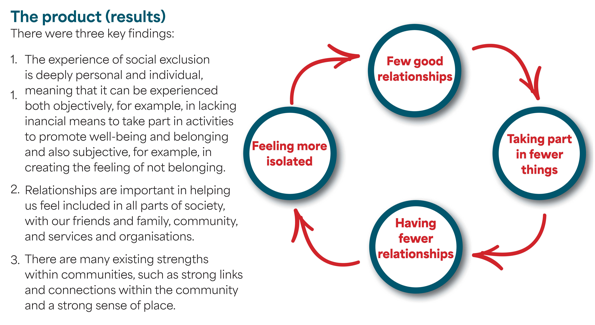 The product (results)
There were three key findings:
1. The experience of social exclusion
is deeply personal and individual,
meaning that it can be experienced
1. both objectively, for example, in lacking
inancial means to take part in activities
to promote well-being and belonging
and also subjective, for example, in
creating the feeling of not belonging.
2. Relationships are important in helping
us feel included in all parts of society,
with our friends and family, community,
and services and organisations.
3. There are many existing strengths
within communities, such as strong links
and connections within the community
and a strong sense of place.
Few good
relationships
Taking part
in fewer
things
Having
fewer
relationships
Feeling more
isolated